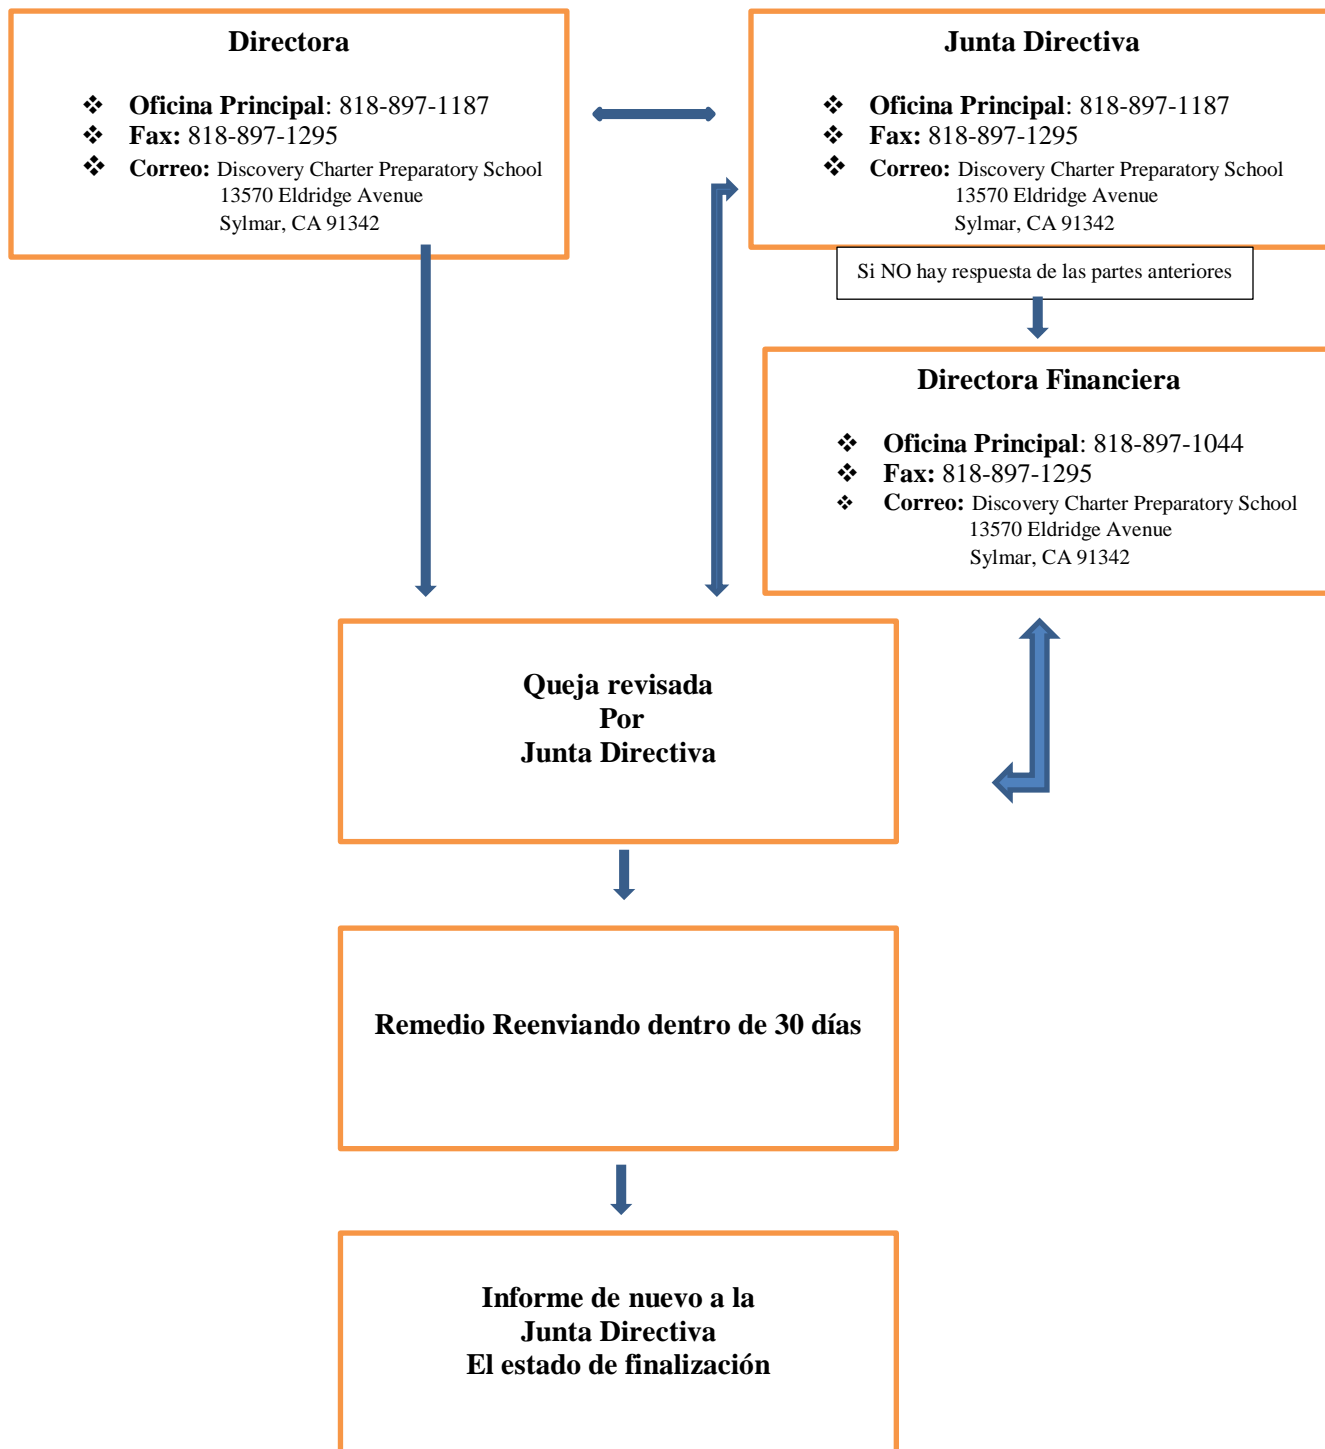 Directora
❖ Oficina Principal: 818-897-1187
❖ Fax: 818-897-1295
❖ Correo: Discovery Charter Preparatory School
13570 Eldridge Avenue
Sylmar, CA 91342
Junta Directiva
❖ Oficina Principal: 818-897-1187
❖ Fax: 818-897-1295
❖ Correo: Discovery Charter Preparatory School
13570 Eldridge Avenue
Sylmar, CA 91342
Si NO hay respuesta de las partes anteriores
Directora Financiera
❖ Oficina Principal: 818-897-1044
❖ Fax: 818-897-1295
❖ Correo: Discovery Charter Preparatory School
13570 Eldridge Avenue
Sylmar, CA 91342
Queja revisada
Por
Junta Directiva
Remedio Reenviando dentro de 30 días
Informe de nuevo a la
Junta Directiva
El estado de finalización